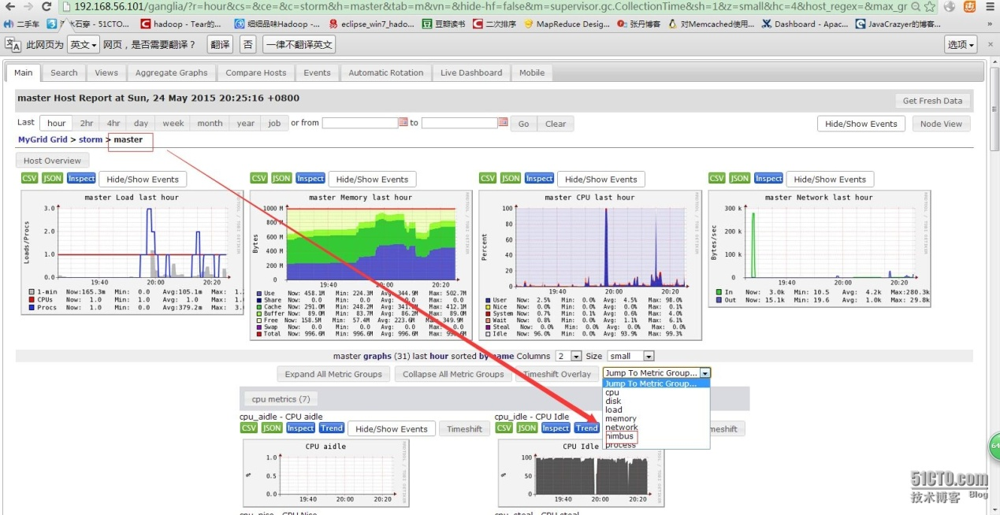 192.168.56.101/ganglia/?r=hour&cs=&ce=&c=storm&h=master&tab=m&vn=&hide-hf=false&m=supervisor.gc.CollectionTime&sh=1&z=small&hc=4&host_regex=&max_gr
二手车 石穿 - 51CTO... hadoop - Tear的... 细细品味Hadoop -... eclipse_win7_hado... 豆瓣读书 二次排序 MapReduce Desig... 张丹博客 对Memcached使用... Dashboard - Apac... JavaCrazyer的博客... »
此网页为 英文 网页，是否需要翻译？ 翻译 否 一律不翻译英文 选项
Main Search Views Aggregate Graphs Compare Hosts Events Automatic Rotation Live Dashboard Mobile
master Host Report at Sun, 24 May 2015 20:25:16 +0800
Get Fresh Data
Last hour 2hr 4hr day week month year job or from to Go Clear Hide/Show Events Node View
MyGrid Grid > storm > master
Host Overview
CSV JSON Inspect Hide/Show Events CSV JSON Inspect Hide/Show Events CSV JSON Inspect Hide/Show Events CSV JSON Inspect Hide/Show Events
master Load last hour
Loads/Procs
3.0
2.0
1.0
0.0
19:40 20:00 20:20
1-min Now:165.3m Min: 0.0 Avg:105.1m Max: 1.
CPUs Now: 1.0 Min: 1.0 Avg: 1.0 Max: 1.
Procs Now: 1.0 Min: 0.0 Avg:379.2m Max: 3.
master Memory last hour
Bytes
1000 M
800 M
600 M
400 M
200 M
0
19:40 20:00 20:20
Use Now: 458.1M Min: 224.3M Avg: 344.9M Max: 502.7M
Share Now: 0.0 Min: 0.0 Avg: 0.0 Max: 0.0
Cache Now: 291.0M Min: 248.9M Max: 412.1M
Buffer Now: 89.0M Min: 83.7M Avg: 86.2M Max: 89.0M
Free Now: 158.5M Min: 57.4M Avg: 223.6M Max: 349.9M
Swap Now: 0.0 Min: 0.0 Avg: 0.0 Max: 0.0
Total Now: 996.6M Min: 996.6M Avg: 996.6M Max:
master CPU last hour
Percent
100
80
60
40
20
0
19:40 20:00 20:20
User Now: 2.5% Min: 0.0% Avg: 4.5% Max: 98.0%
Nice Now: 0.0% Min: 0.0% Avg: 0.0% Max: 0.1%
System Now: 0.7% Min: 0.1% Avg: 0.6% Max: 4.0%
Wait Now: 0.8% Min: 0.0% Avg: 1.1% Max: 6.1%
Steal Now: 0.0% Min: 0.0% Avg: 0.0% Max: 0.0%
Idle Now: 96.0% Min: 0.0% Avg: 93.9% Max: 99.3%
master Network last hour
Bytes/sec
300 k
200 k
100 k
0
19:40 20:00 20:20
In Now: 3.0k Min: 10.5 Avg: 4.2k Max:280.3k
Out Now: 15.1k Min: 19.6 Avg: 1.0k Max: 29.8k
master graphs (31) last hour sorted by name Columns 2 Size small
Expand All Metric Groups Collapse All Metric Groups Timeshift Overlay Jump To Metric Group...
Jump To Metric Group...
cpu
disk
load
memory
network
nimbus
process
cpu metrics (7)
cpu_aidle - CPU aidle
CSV JSON Inspect Trend Hide/Show Events Timeshift
CPU aidle
%
1.0
0.5
0.0
19:40 20:00 20:20
cpu_idle - CPU Idle
CSV JSON Inspect Trend meshift
CPU Idle
%
100
50
0
19:40 20:00 20:20
cpu_nice - CPU Nice cpu_steal - CPU steal
64
51CTO.com
技术博客 Blog